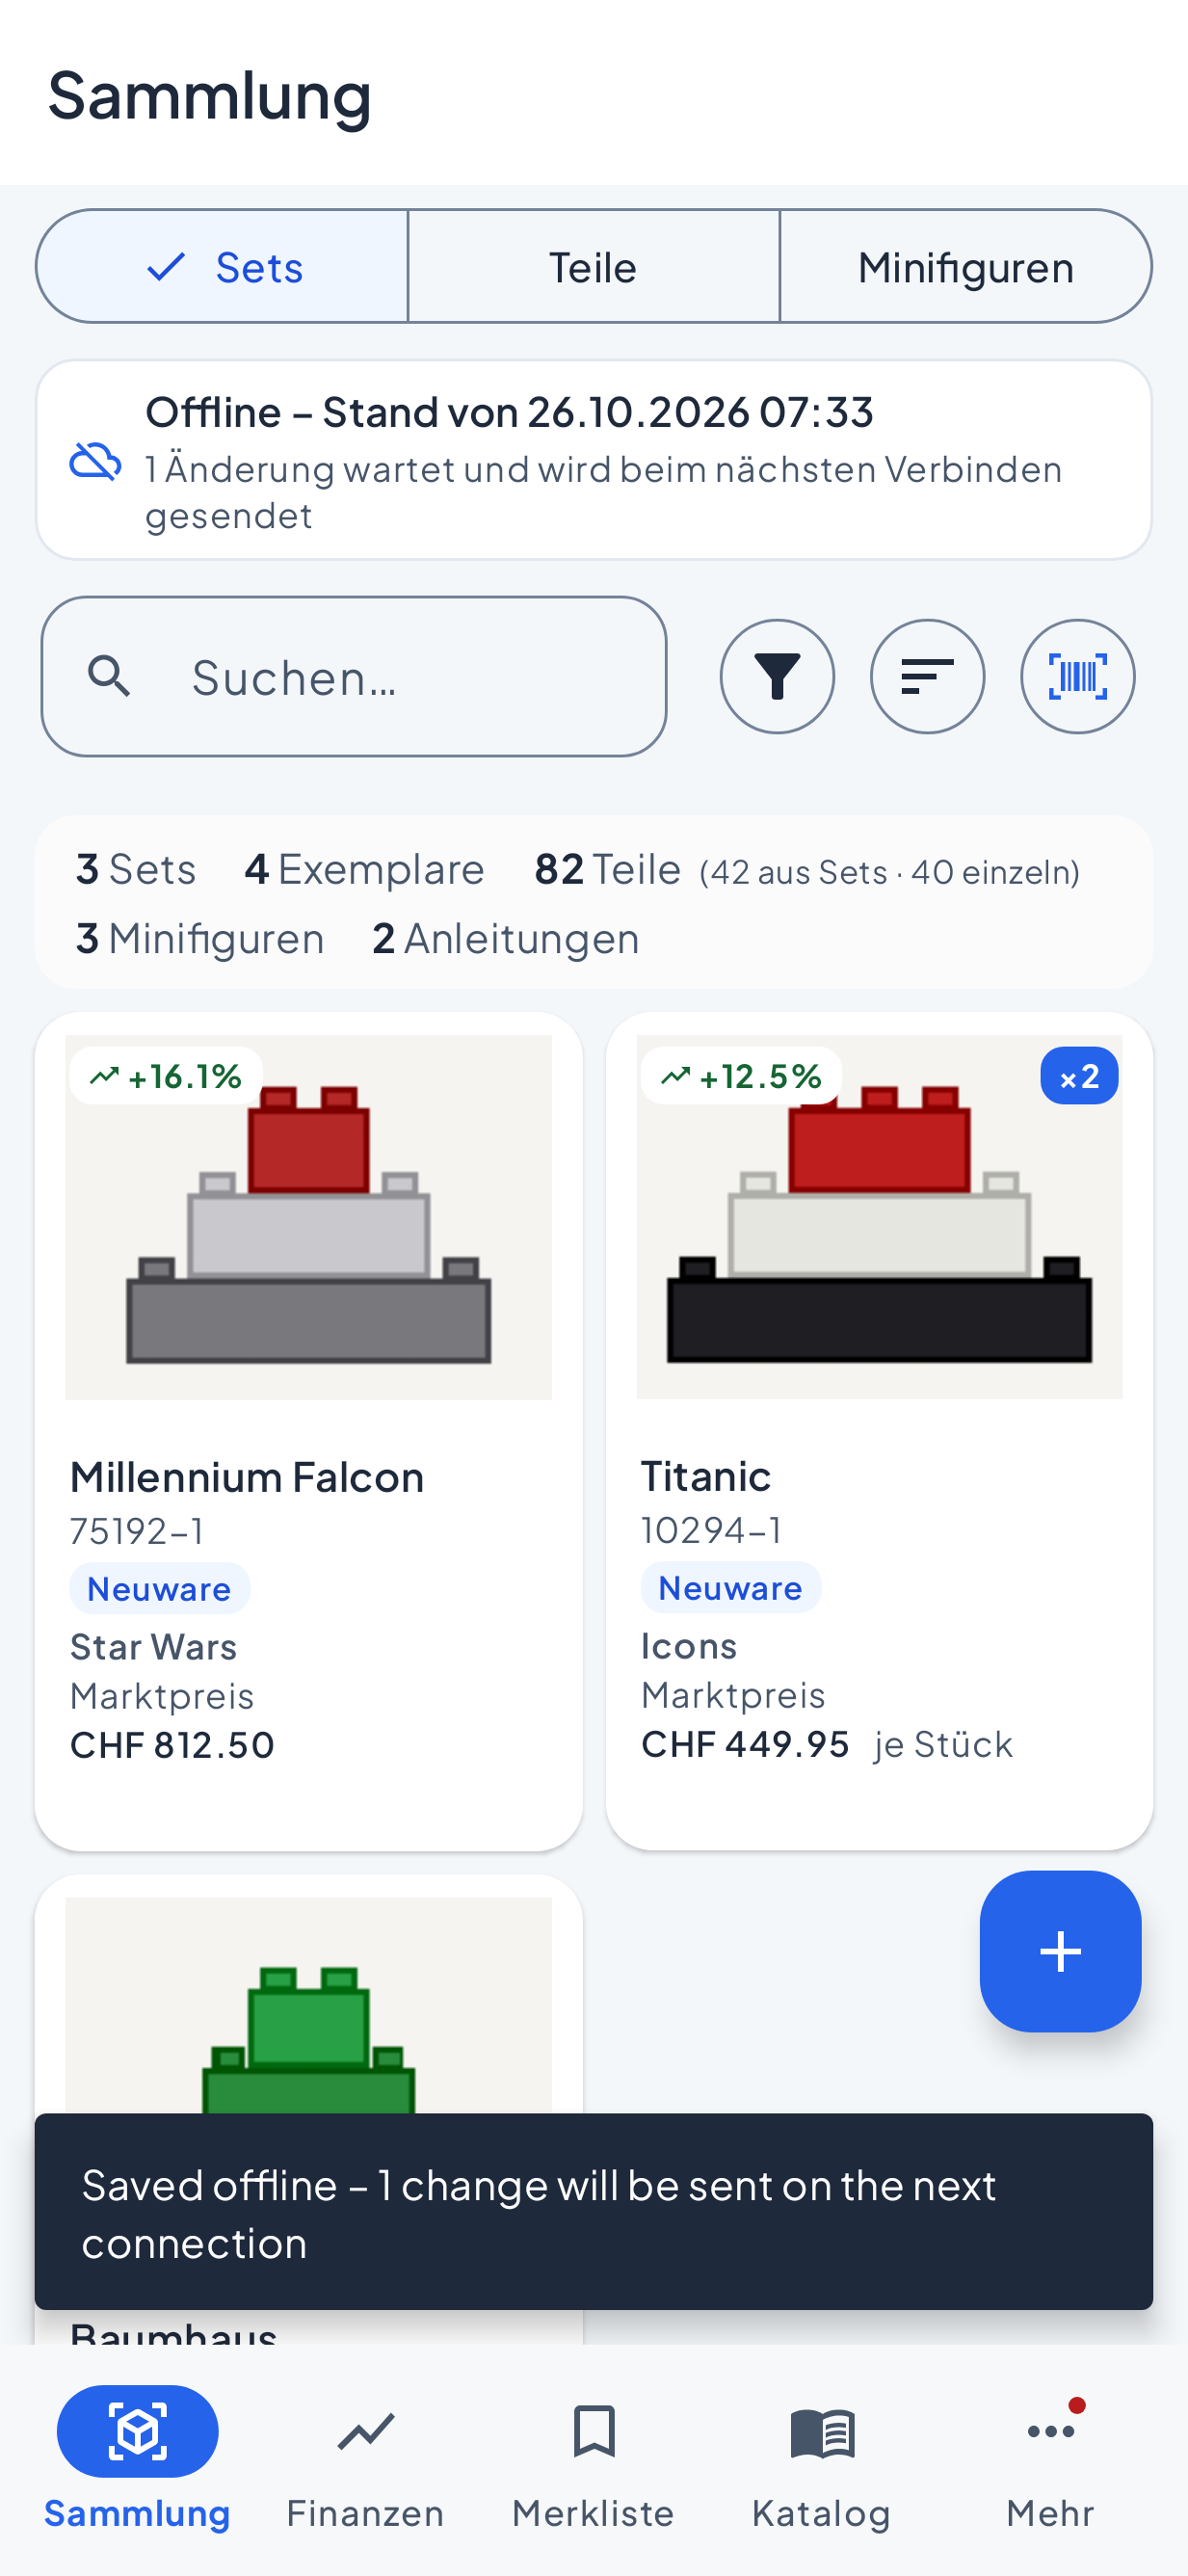 Sammlung
Sets
Teile
Minifiguren
Offline – Stand von 26.10.2026 07:33
1 Änderung wartet und wird beim nächsten Verbinden
gesendet
Suchen…
3 Sets 4 Exemplare 82 Teile (42 aus Sets · 40 einzeln)
3 Minifiguren 2 Anleitungen
+16.1%
Millennium Falcon
75192-1
Neuware
Star Wars
Marktpreis
CHF 812.50
+12.5%
×2
Titanic
10294-1
Neuware
Icons
Marktpreis
CHF 449.95 je Stück
Saved offline – 1 change will be sent on the next
connection
Baumhaus
Sammlung
Finanzen
Merkliste
Katalog
Mehr